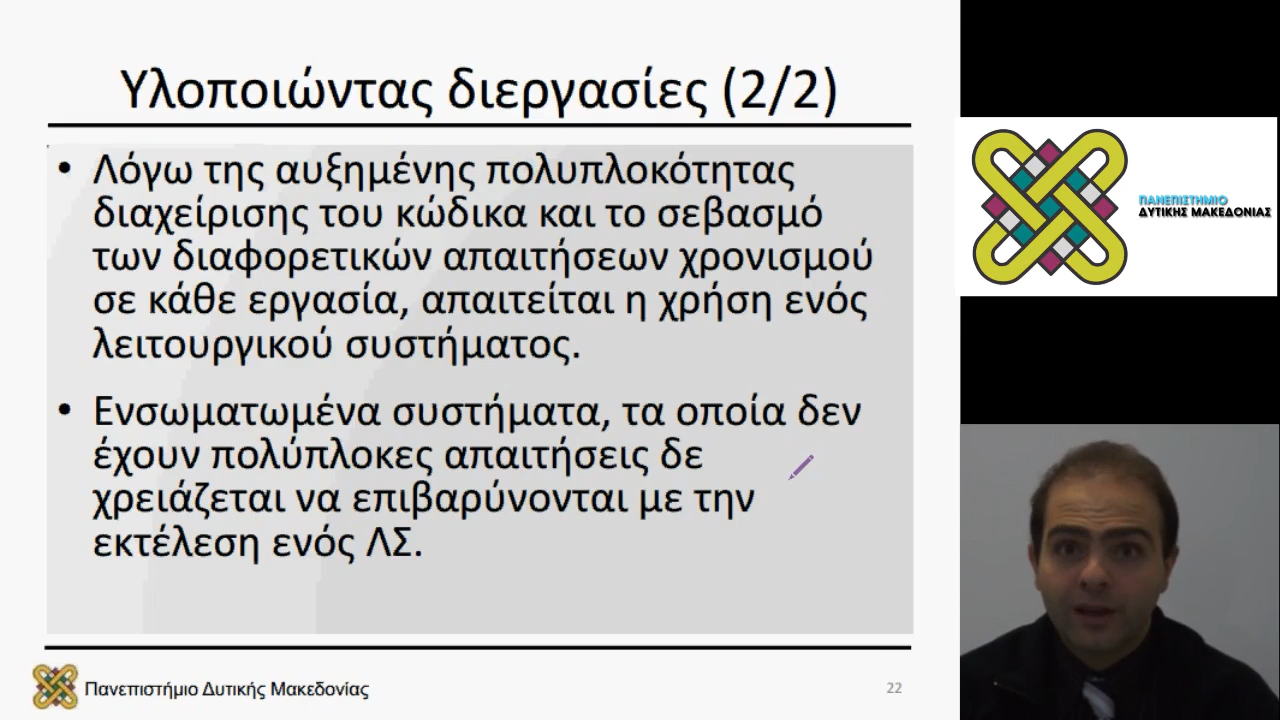 Υλοποιώντας διεργασίες (2/2)
• Λόγω της αυξημένης πολυπλοκότητας
διαχείρισης του κώδικα και το σεβασμό
των διαφορετικών απαιτήσεων χρονισμού
σε κάθε εργασία, απαιτείται η χρήση ενός
λειτουργικού συστήματος.
• Ενσωματωμένα συστήματα, τα οποία δεν
έχουν πολύπλοκες απαιτήσεις δε
χρειάζεται να επιβαρύνονται με την
εκτέλεση ενός ΛΣ.
Πανεπιστήμιο Δυτικής Μακεδονίας
22
ΠΑΝΕΠΙΣΤΗΜΙΟ
ΔΥΤΙΚΗΣ ΜΑΚΕΔΟΝΙΑΣ